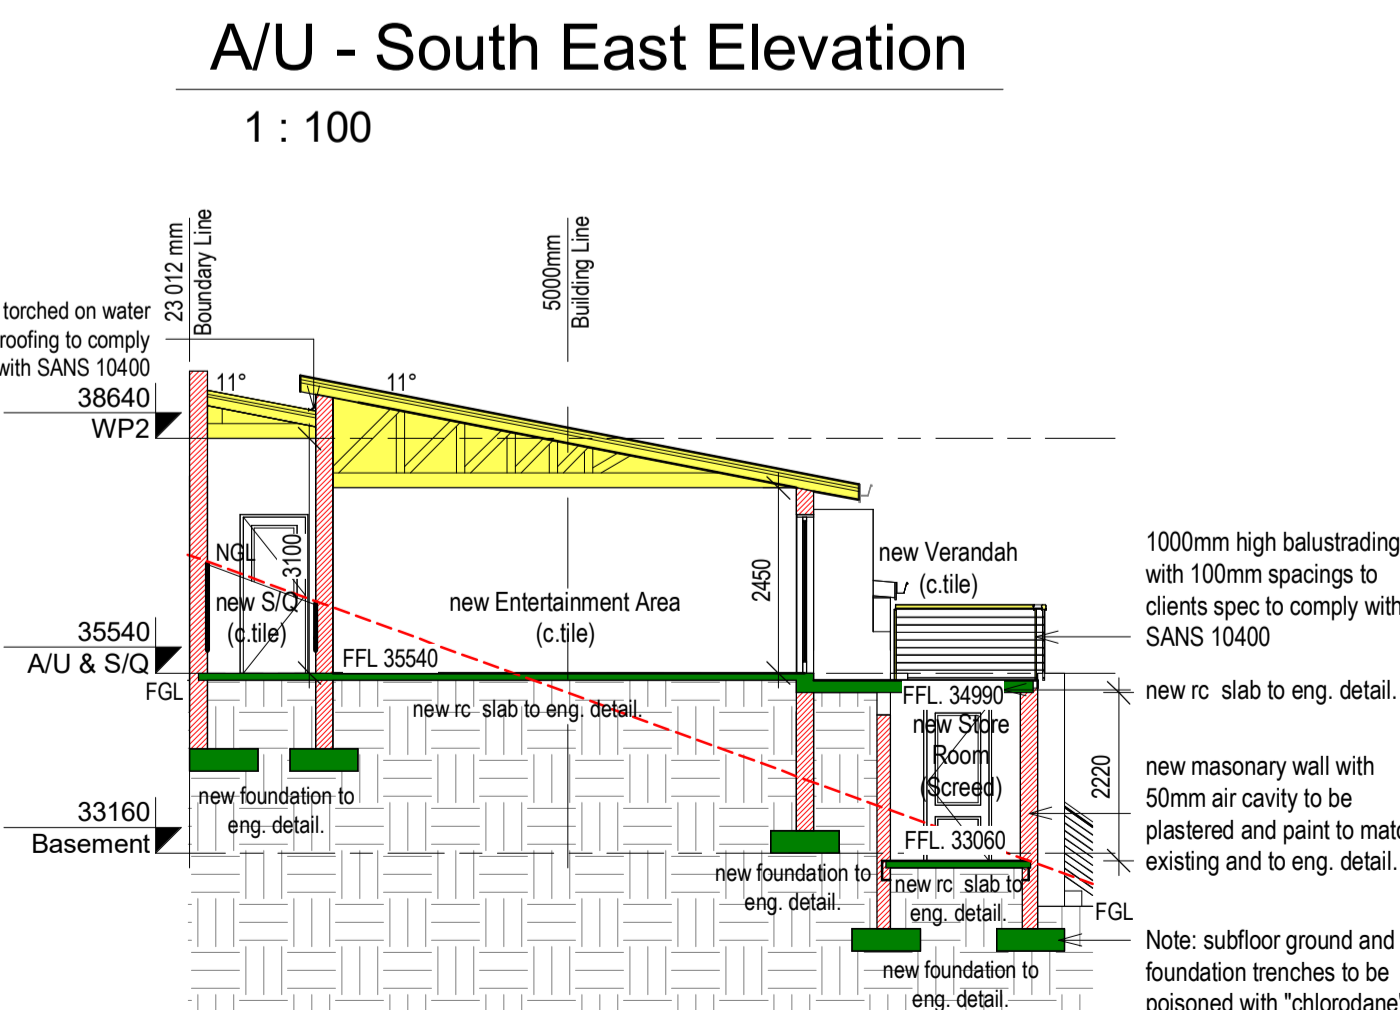 A/U - South East Elevation
1 : 100
23 012 mm
Boundary Line
5000mm
Building Line
torched on water
roofing to comply
with SANS 10400
11°
11°
38640
WP2
NGL
3100
new S/Q
(c.tile)
new Entertainment Area
(c.tile)
2450
new Verandah
(c.tile)
1000mm high balustrading
with 100mm spacings to
clients spec to comply with
SANS 10400
35540
A/U & S/Q
FFL 35540
FGL
new rc slab to eng. detail.
FFL. 34990
new rc slab to eng. detail.
new Store
Room
(Screed)
2220
new masonary wall with
50mm air cavity to be
plastered and paint to
existing and to eng. detail.
new foundation to
eng. detail.
33160
Basement
FFL. 33060
new foundation to
eng. detail.
new rc slab to
eng. detail.
FGL
Note: subfloor ground and
foundation trenches to be
poisoned with "chlorodane"
new foundation to
eng. detail.